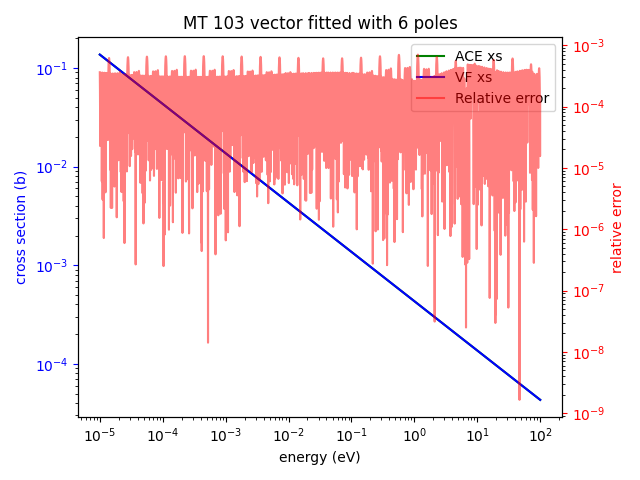 MT 103 vector fitted with 6 poles
ACE xs
VF xs
Relative error
cross section (b)
10⁻¹
10⁻²
10⁻³
10⁻⁴
relative error
10⁻³
10⁻⁴
10⁻⁵
10⁻⁶
10⁻⁷
10⁻⁸
10⁻⁹
10⁻⁵ 10⁻⁴ 10⁻³ 10⁻² 10⁻¹ 10⁰ 10¹ 10²
energy (eV)